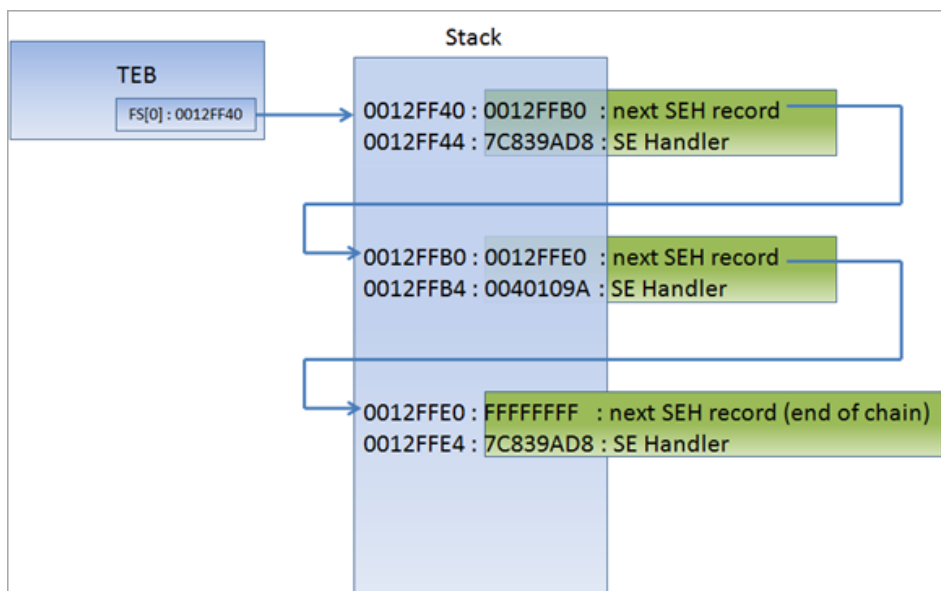 Stack
TEB
FS[0] : 0012FF40
0012FF40 : 0012FFB0 : next SEH record
0012FF44 : 7C839AD8 : SE Handler
0012FFB0 : 0012FFE0 : next SEH record
0012FFB4 : 0040109A : SE Handler
0012FFE0 : FFFFFFFF : next SEH record (end of chain)
0012FFE4 : 7C839AD8 : SE Handler